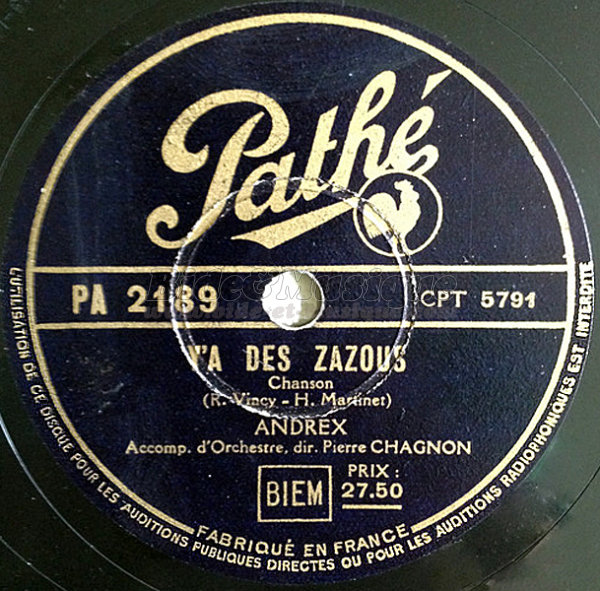 Pathé
PA 2189
CPT 5791
Y'A DES ZAZOUS
Chanson
(R. Vincy - H. Martinet)
ANDREX
Accomp. d'Orchestre, dir. Pierre CHAGNON
BIEM
PRIX :
27.50
FABRIQUÉ EN FRANCE
L'UTILISATION DE CE DISQUE POUR LES AUDITIONS PUBLIQUES DIRECTES OU POUR LES AUDITIONS RADIOPHONIQUES EST INTERDITE